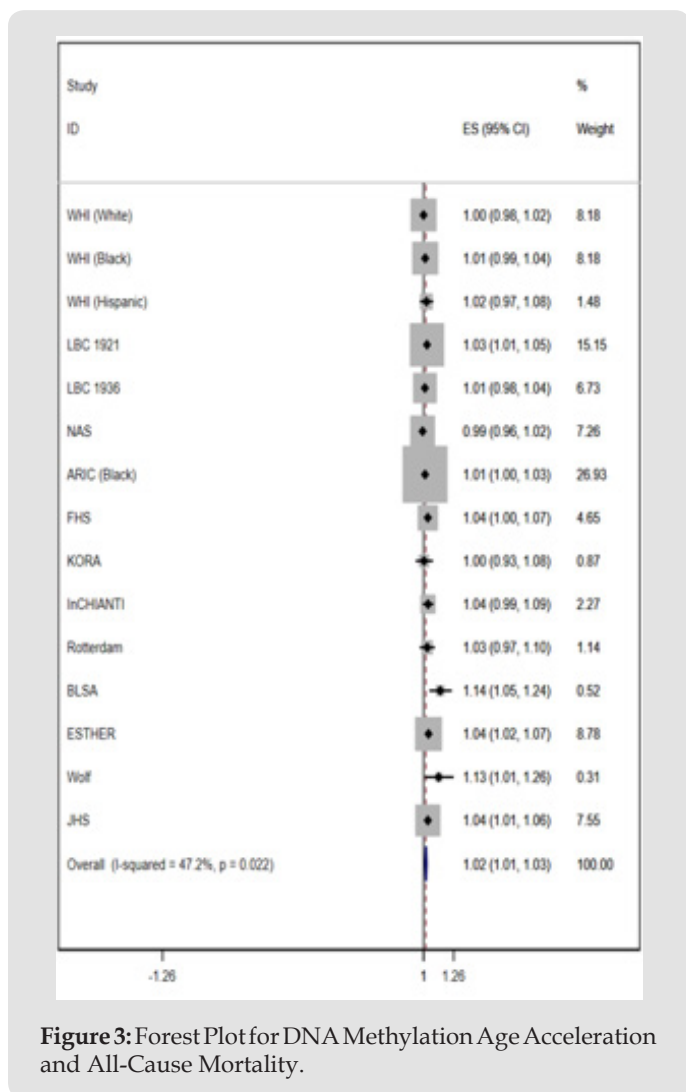 Study %
ID ES (95% CI) Weight
WHI (White) 1.00 (0.98, 1.02) 8.18
WHI (Black) 1.01 (0.99, 1.04) 8.18
WHI (Hispanic) 1.02 (0.97, 1.08) 1.48
LBC 1921 1.03 (1.01, 1.05) 15.15
LBC 1936 1.01 (0.98, 1.04) 6.73
NAS 0.99 (0.96, 1.02) 7.26
ARIC (Black) 1.01 (1.00, 1.03) 26.93
FHS 1.04 (1.00, 1.07) 4.65
KORA 1.00 (0.93, 1.08) 0.87
InCHIANTI 1.04 (0.99, 1.09) 2.27
Rotterdam 1.03 (0.97, 1.10) 1.14
BLSA 1.14 (1.05, 1.24) 0.52
ESTHER 1.04 (1.02, 1.07) 8.78
Wolf 1.13 (1.01, 1.26) 0.31
JHS 1.04 (1.01, 1.06) 7.55
Overall (I-squared = 47.2%, p = 0.022) 1.02 (1.01, 1.03) 100.00
-1.26 1 1.26
Figure 3: Forest Plot for DNA Methylation Age Acceleration
and All-Cause Mortality.